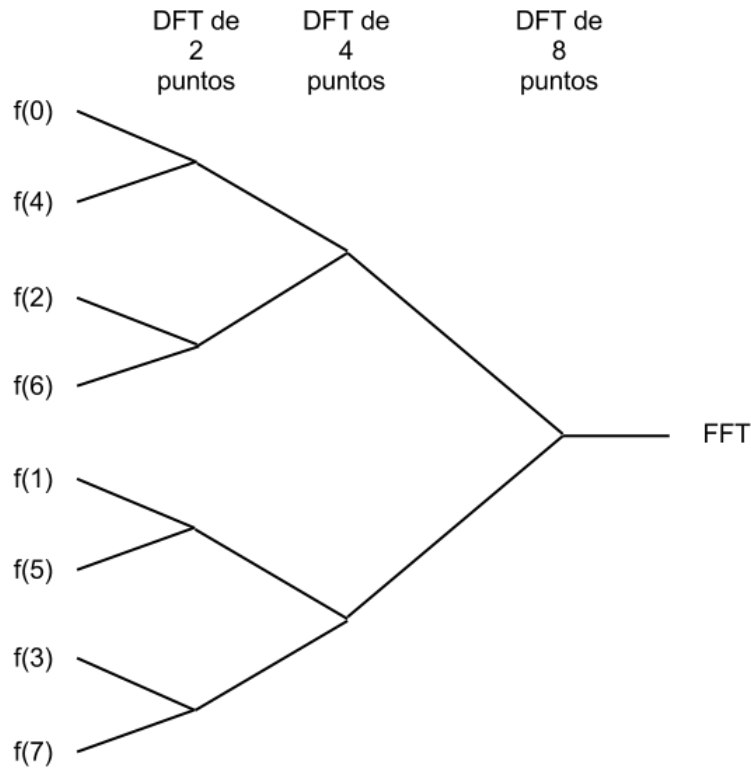 DFT de
2
puntos
DFT de
4
puntos
DFT de
8
puntos
f(0)
f(4)
f(2)
f(6)
FFT
f(1)
f(5)
f(3)
f(7)